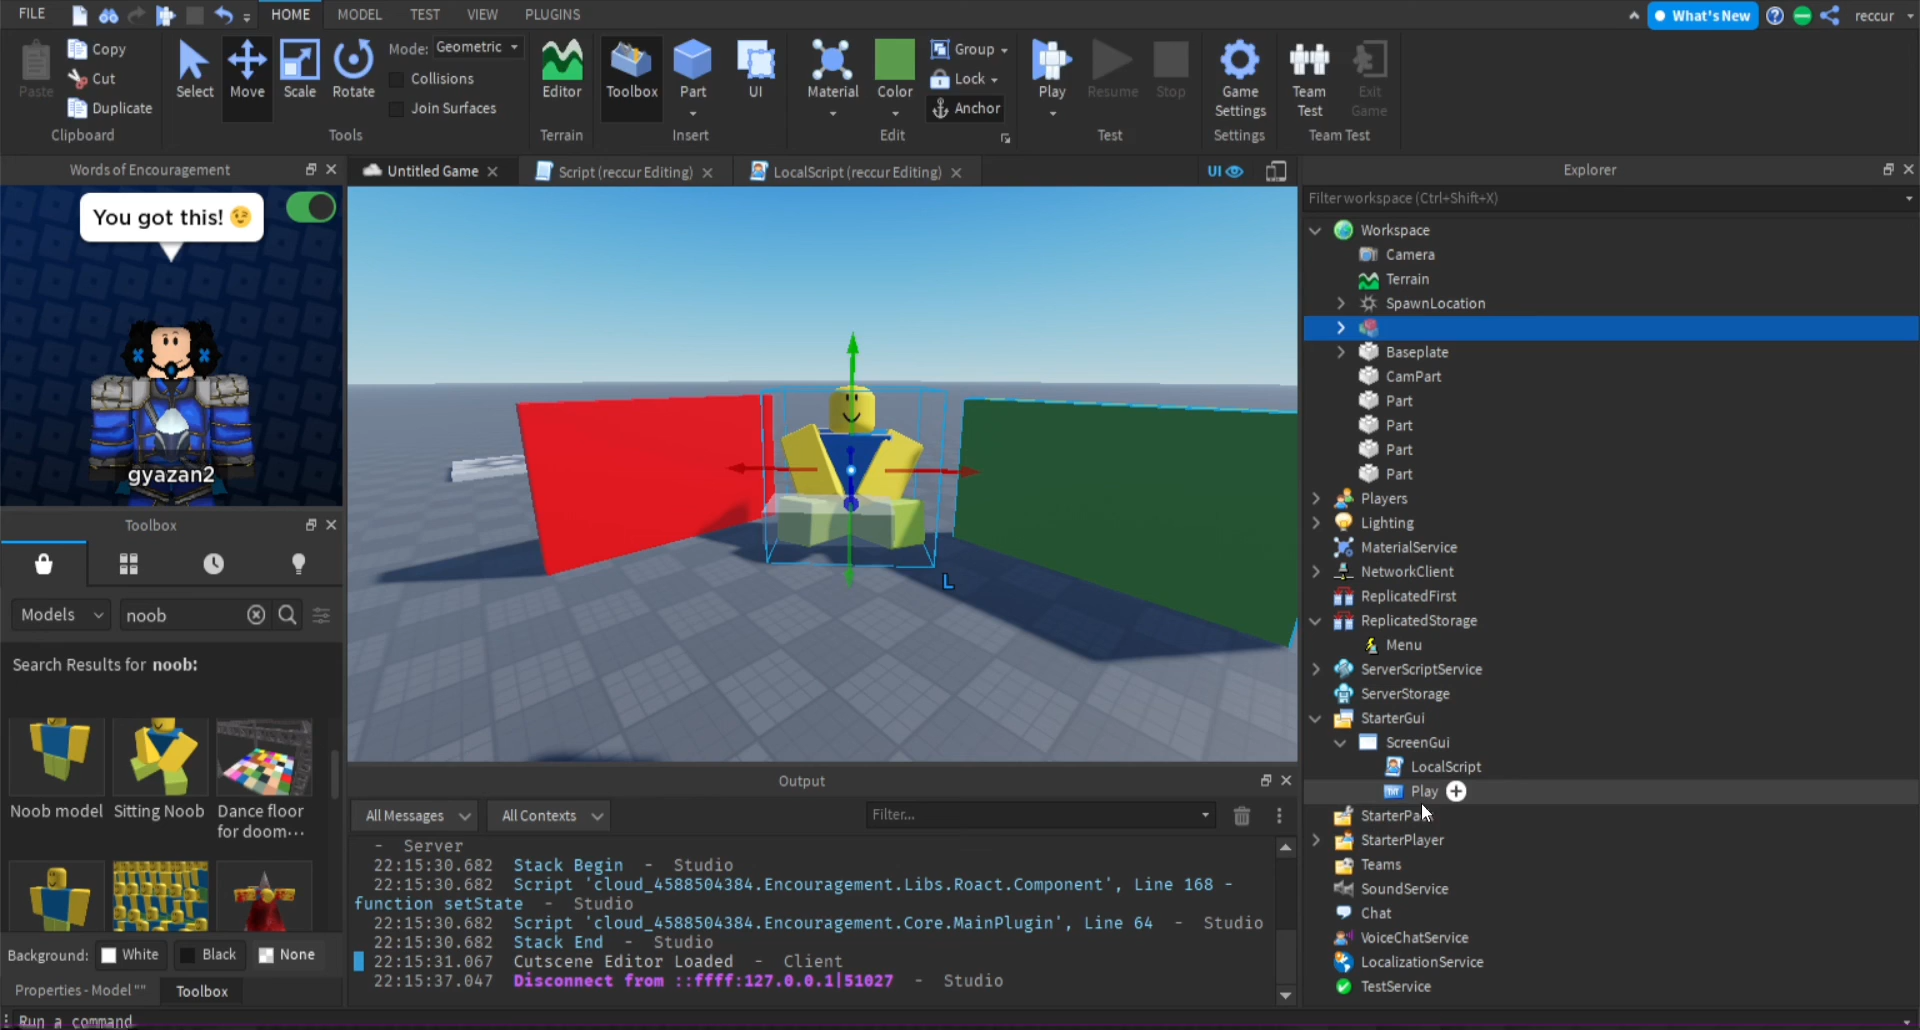 FILE
HOME
MODEL
TEST
VIEW
PLUGINS
What's New
reccur
Paste
Copy
Cut
Duplicate
Clipboard
Select
Move
Scale
Rotate
Mode: Geometric
Collisions
Join Surfaces
Tools
Editor
Terrain
Toolbox
Part
UI
Insert
Material
Color
Group
Lock
Anchor
Edit
Play
Resume
Stop
Test
Game
Settings
Settings
Team
Test
Exit
Game
Team Test
Words of Encouragement
You got this!
gyazan2
Untitled Game
Script (reccur Editing)
LocalScript (reccur Editing)
UI
L
Toolbox
Models
noob
Search Results for noob:
Noob model
Sitting Noob
Dance floor
for doom...
Background:
White
Black
None
Properties - Model ""
Toolbox
Run a command
Output
All Messages
All Contexts
Filter...
- Server
22:15:30.682 Stack Begin - Studio
22:15:30.682 Script 'cloud_4588504384.Encouragement.Libs.Roact.Component', Line 168 -
function setState - Studio
22:15:30.682 Script 'cloud_4588504384.Encouragement.Core.MainPlugin', Line 64 - Studio
22:15:30.682 Stack End - Studio
22:15:31.067 Cutscene Editor Loaded - Client
22:15:37.047 Disconnect from ::ffff:127.0.0.1|51027 - Studio
Explorer
Filter workspace (Ctrl+Shift+X)
Workspace
Camera
Terrain
SpawnLocation
Baseplate
CamPart
Part
Part
Part
Part
Players
Lighting
MaterialService
NetworkClient
ReplicatedFirst
ReplicatedStorage
Menu
ServerScriptService
ServerStorage
StarterGui
ScreenGui
LocalScript
Play
StarterPack
StarterPlayer
Teams
SoundService
Chat
VoiceChatService
LocalizationService
TestService